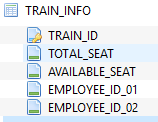 TRAIN_INFO
TRAIN_ID
TOTAL_SEAT
AVAILABLE_SEAT
EMPLOYEE_ID_01
EMPLOYEE_ID_02